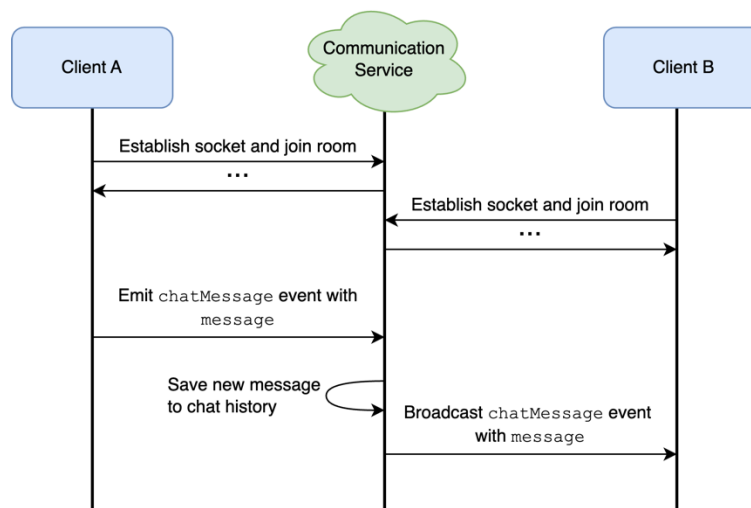 Client A
Communication
Service
Client B
Establish socket and join room
...
Establish socket and join room
...
Emit chatMessage event with
message
Save new message
to chat history
Broadcast chatMessage event
with message